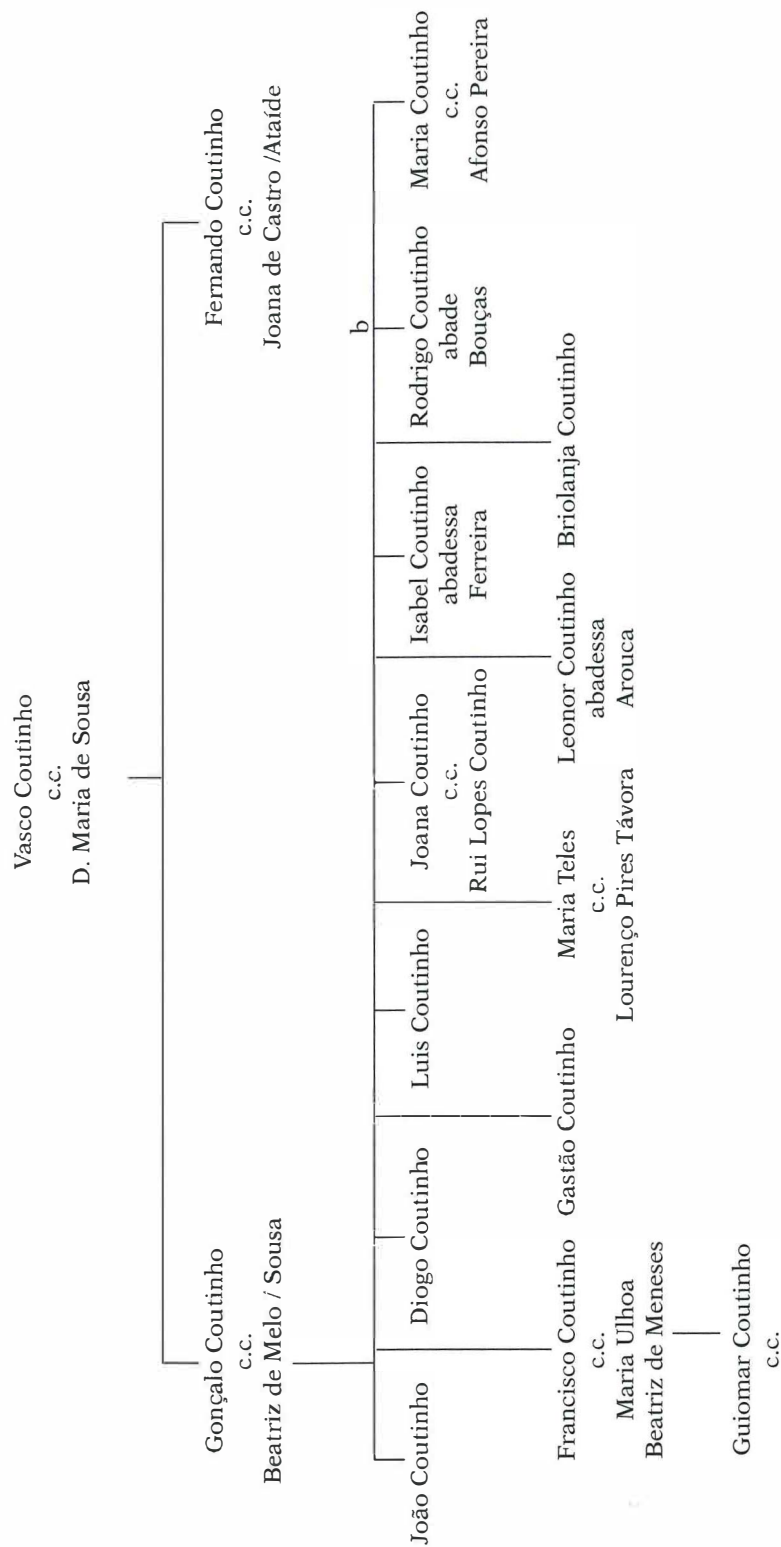 Vasco Coutinho
c.c.
D. Maria de Sousa
Gonçalo Coutinho
c.c.
Beatriz de Melo / Sousa
Fernando Coutinho
c.c.
Joana de Castro /Ataíde
João Coutinho
Diogo Coutinho
Luis Coutinho
Joana Coutinho
c.c.
Rui Lopes Coutinho
Isabel Coutinho
abadessa
Ferreira
b
Rodrigo Coutinho
abade
Bouças
Maria Coutinho
c.c.
Afonso Pereira
Francisco Coutinho
c.c.
Maria Ulhoa
Beatriz de Meneses
Gastão Coutinho
Maria Teles
c.c.
Lourenço Pires Távora
Leonor Coutinho
abadessa
Arouca
Briolanja Coutinho
Guiomar Coutinho
c.c.